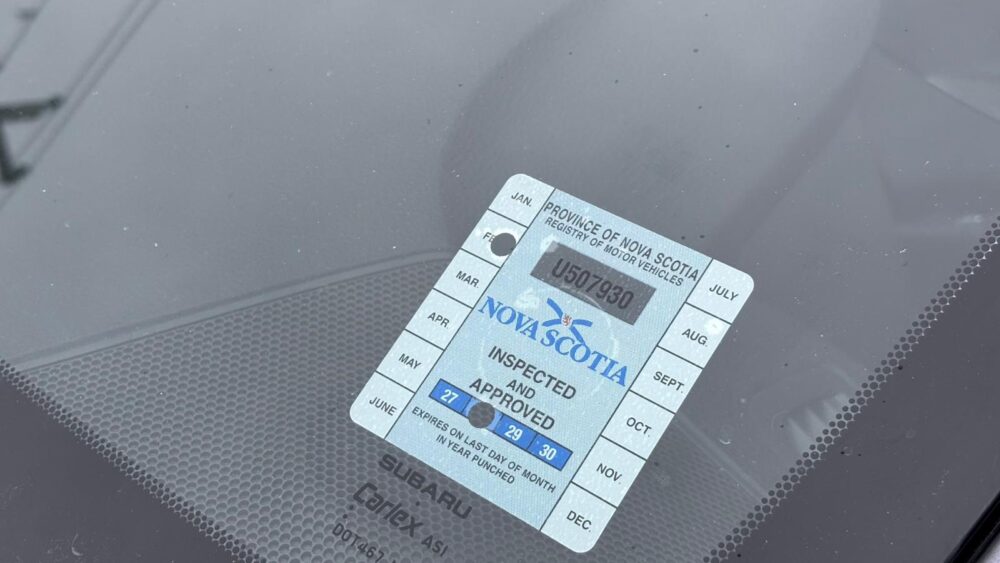 JAN.
MAR
APR
MAY
JUNE
PROVINCE OF NOVA SCOTIA
REGISTRY OF MOTOR VEHICLES
U507930
NOVA SCOTIA
INSPECTED
AND
APPROVED
27 29 30
EXPIRES ON LAST DAY OF MONTH
IN YEAR PUNCHED
JULY
AUG.
SEPT.
OCT.
NOV.
DEC.
SUBARU
Carlex ASI